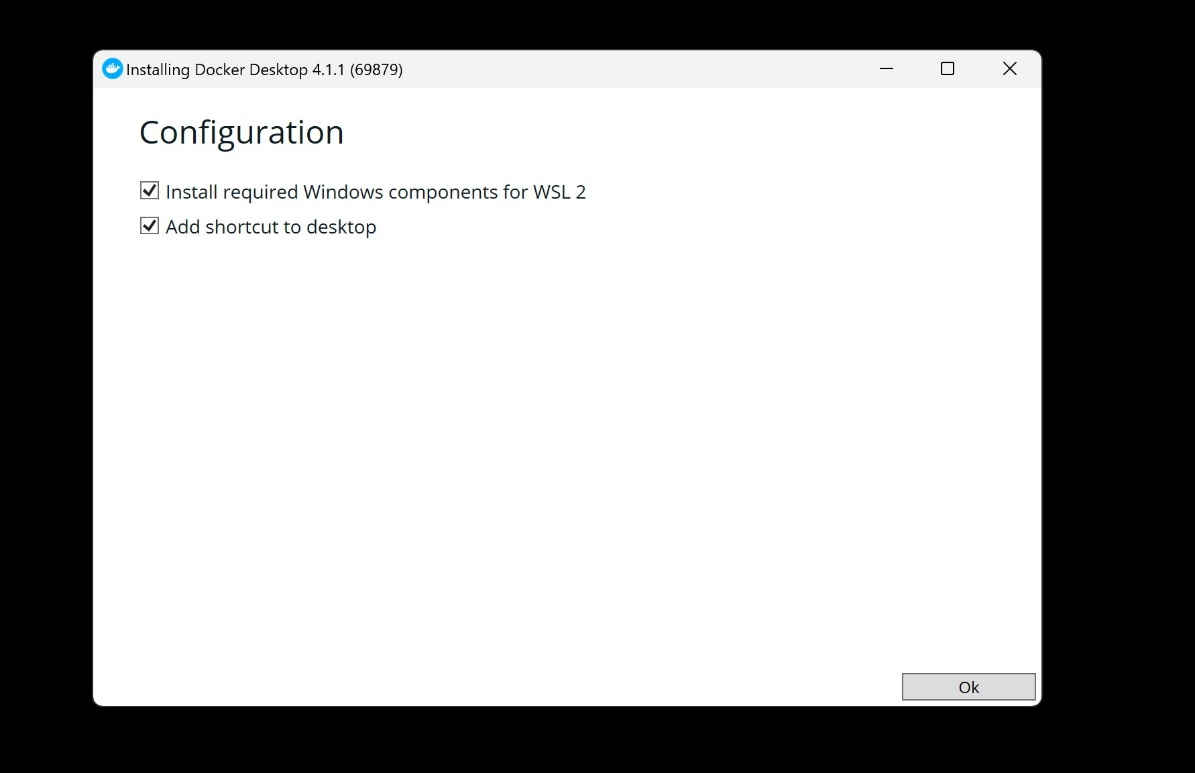 Installing Docker Desktop 4.1.1 (69879)
Configuration
Install required Windows components for WSL 2
Add shortcut to desktop
Ok